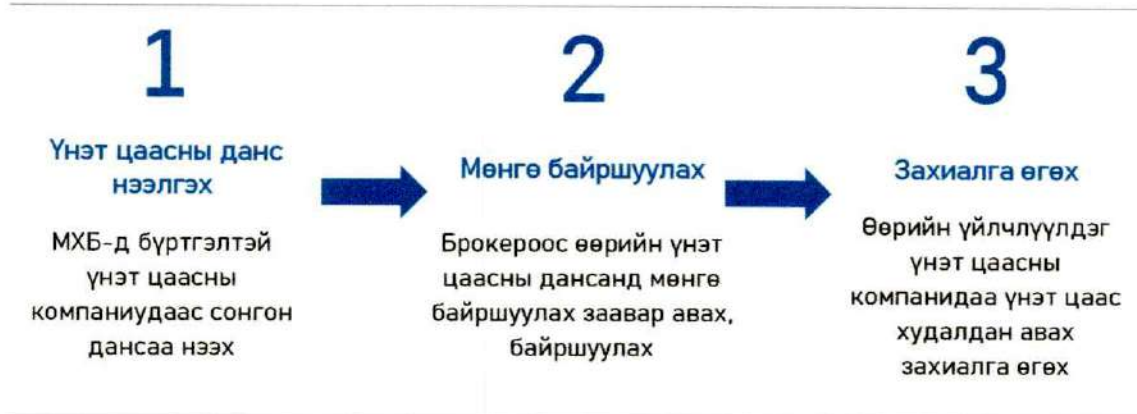 1
Үнэт цаасны данс
нээлгэх
МХБ-д бүртгэлтэй
үнэт цаасны
компаниудаас сонгон
дансаа нээх
2
Мөнгө байршуулах
Брокероос өөрийн үнэт
цаасны дансанд мөнгө
байршуулах заавар авах,
байршуулах
3
Захиалга өгөх
Өөрийн үйлчлүүлдэг
үнэт цаасны
компанидаа үнэт цаас
худалдан авах
захиалга өгөх